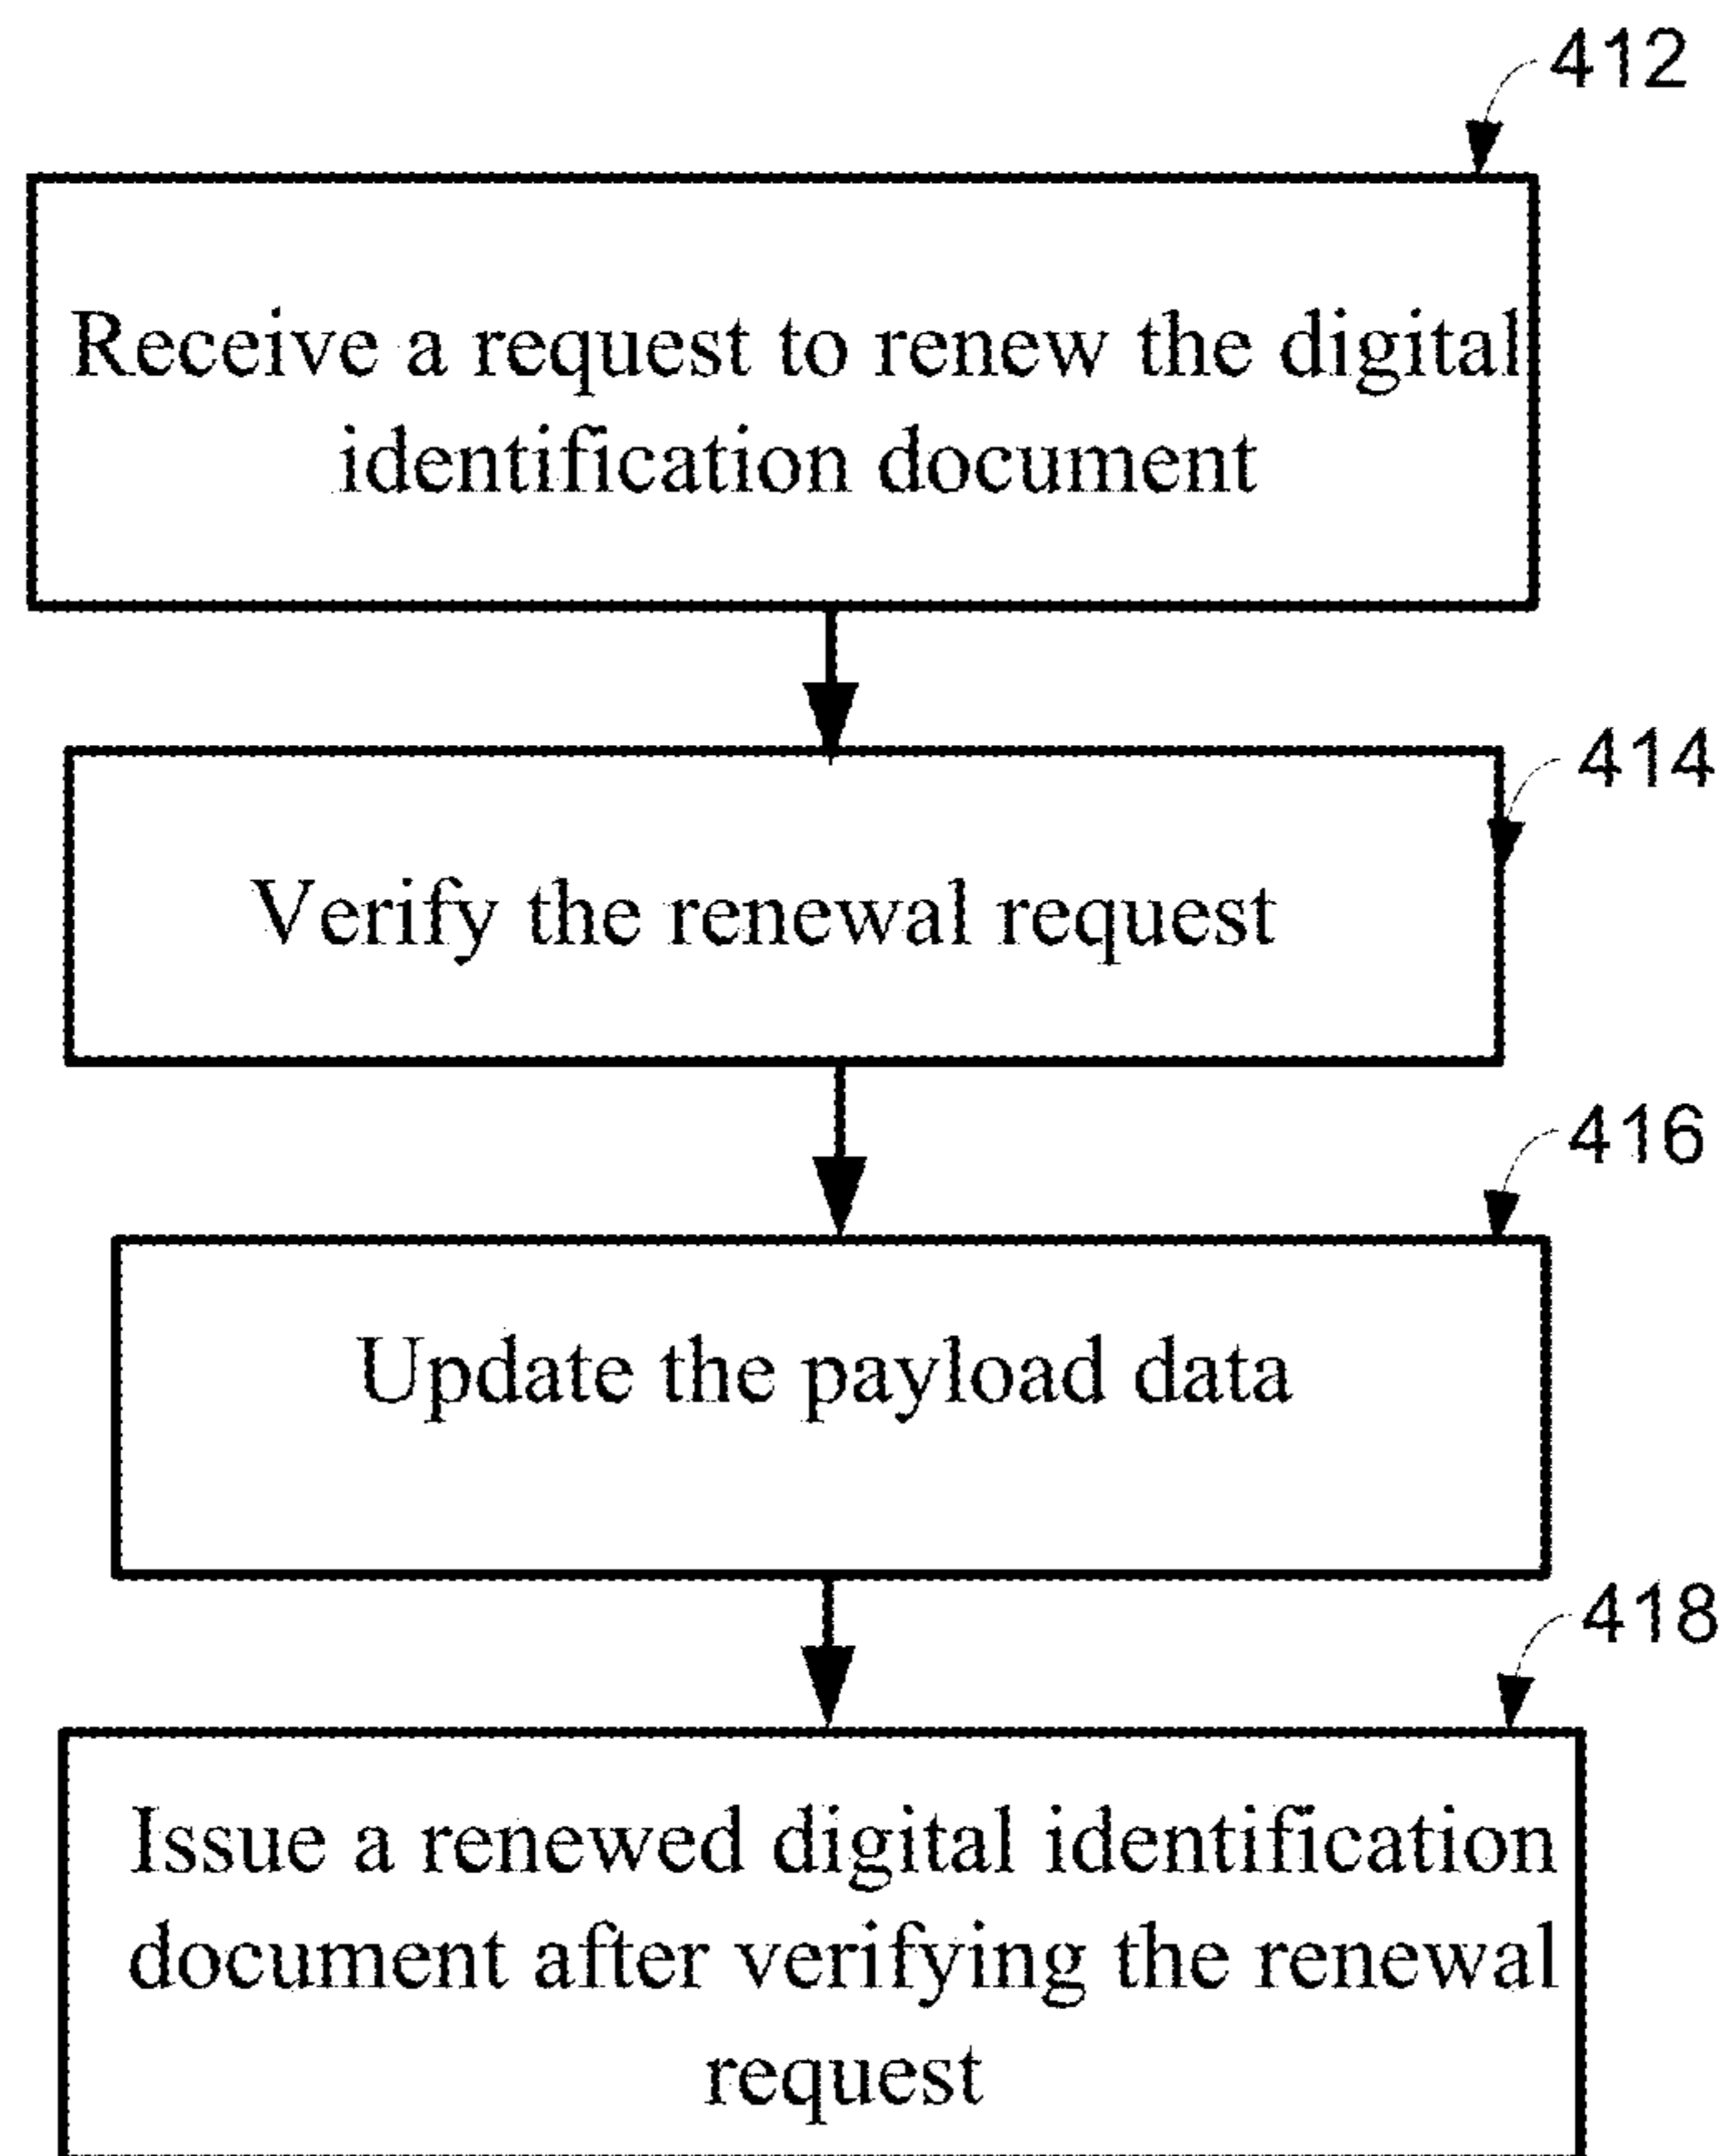 412
Receive a request to renew the digital
identification document
414
Verify the renewal request
416
Update the payload data
418
Issue a renewed digital identification
document after verifying the renewal
request